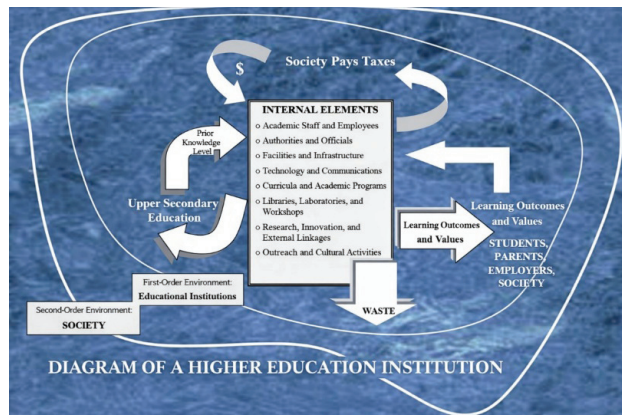 $
Society Pays Taxes
INTERNAL ELEMENTS
o Academic Staff and Employees
o Authorities and Officials
o Facilities and Infrastructure
o Technology and Communications
o Curricula and Academic Programs
o Libraries, Laboratories, and
Workshops
o Research, Innovation, and
External Linkages
o Outreach and Cultural Activities
Prior
Knowledge
Level
Upper Secondary
Education
Learning Outcomes
and Values
Learning Outcomes
and Values
STUDENTS,
PARENTS,
EMPLOYERS,
SOCIETY
First-Order Environment:
Educational Institutions
Second-Order Environment:
SOCIETY
WASTE
DIAGRAM OF A HIGHER EDUCATION INSTITUTION